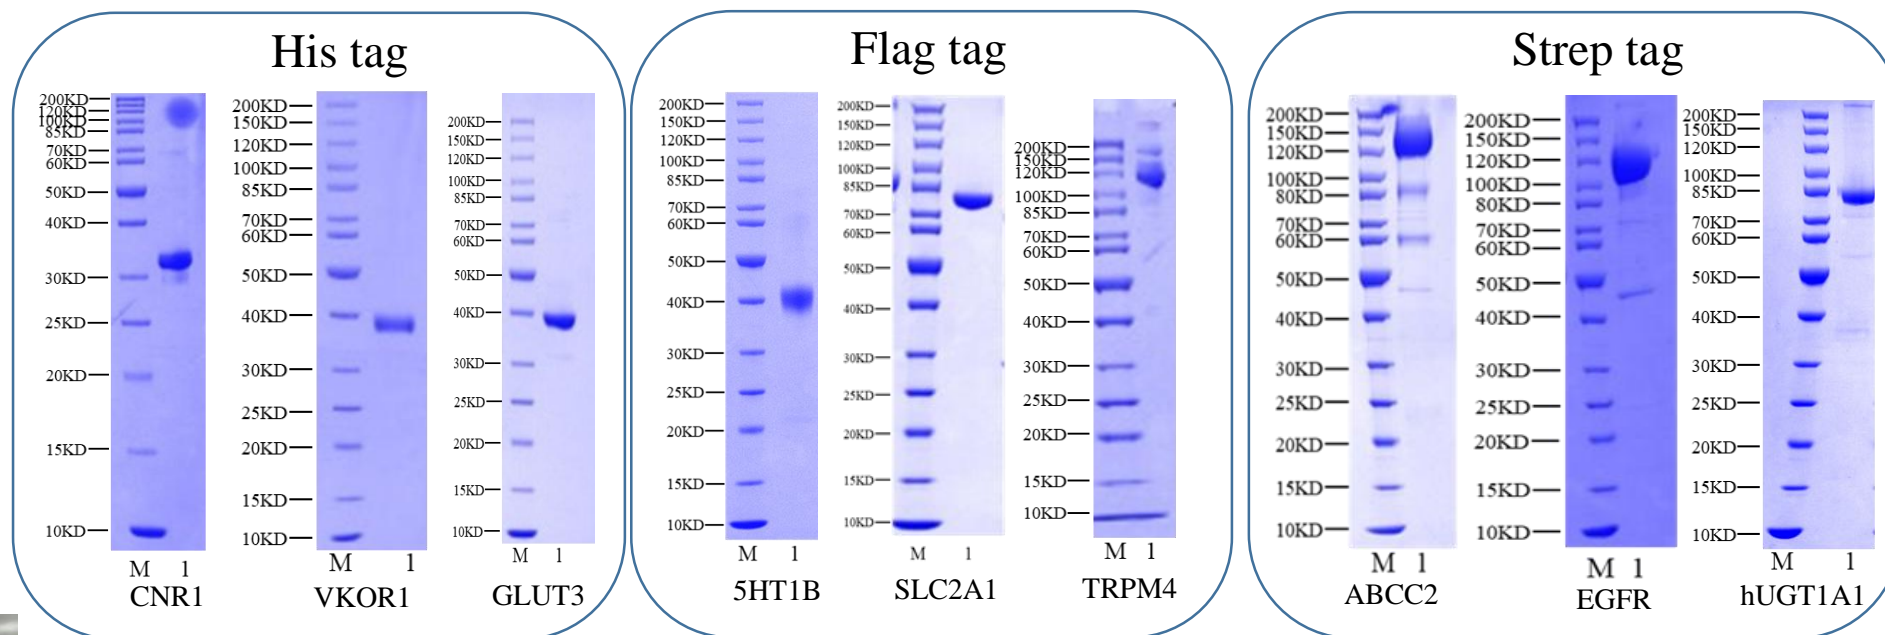 His tag
200KD
120KD
100KD
85KD
70KD
60KD
50KD
40KD
30KD
25KD
20KD
15KD
10KD
M 1
CNR1
200KD
150KD
120KD
100KD
85KD
70KD
60KD
50KD
40KD
30KD
25KD
20KD
15KD
10KD
M 1
VKOR1
200KD
150KD
120KD
100KD
85KD
70KD
60KD
50KD
40KD
30KD
25KD
20KD
15KD
10KD
M 1
GLUT3
Flag tag
200KD
150KD
120KD
100KD
85KD
70KD
60KD
50KD
40KD
30KD
25KD
20KD
15KD
10KD
M 1
5HT1B
200KD
150KD
120KD
100KD
85KD
70KD
60KD
50KD
40KD
30KD
25KD
20KD
15KD
10KD
M 1
SLC2A1
200KD
150KD
120KD
100KD
85KD
70KD
60KD
50KD
40KD
30KD
25KD
20KD
15KD
10KD
M 1
TRPM4
Strep tag
200KD
150KD
120KD
100KD
80KD
70KD
60KD
50KD
40KD
30KD
25KD
20KD
15KD
10KD
M 1
ABCC2
200KD
150KD
120KD
100KD
80KD
70KD
60KD
50KD
40KD
30KD
25KD
20KD
15KD
10KD
M 1
EGFR
200KD
150KD
120KD
100KD
85KD
70KD
60KD
50KD
40KD
30KD
25KD
20KD
15KD
10KD
M 1
hUGT1A1